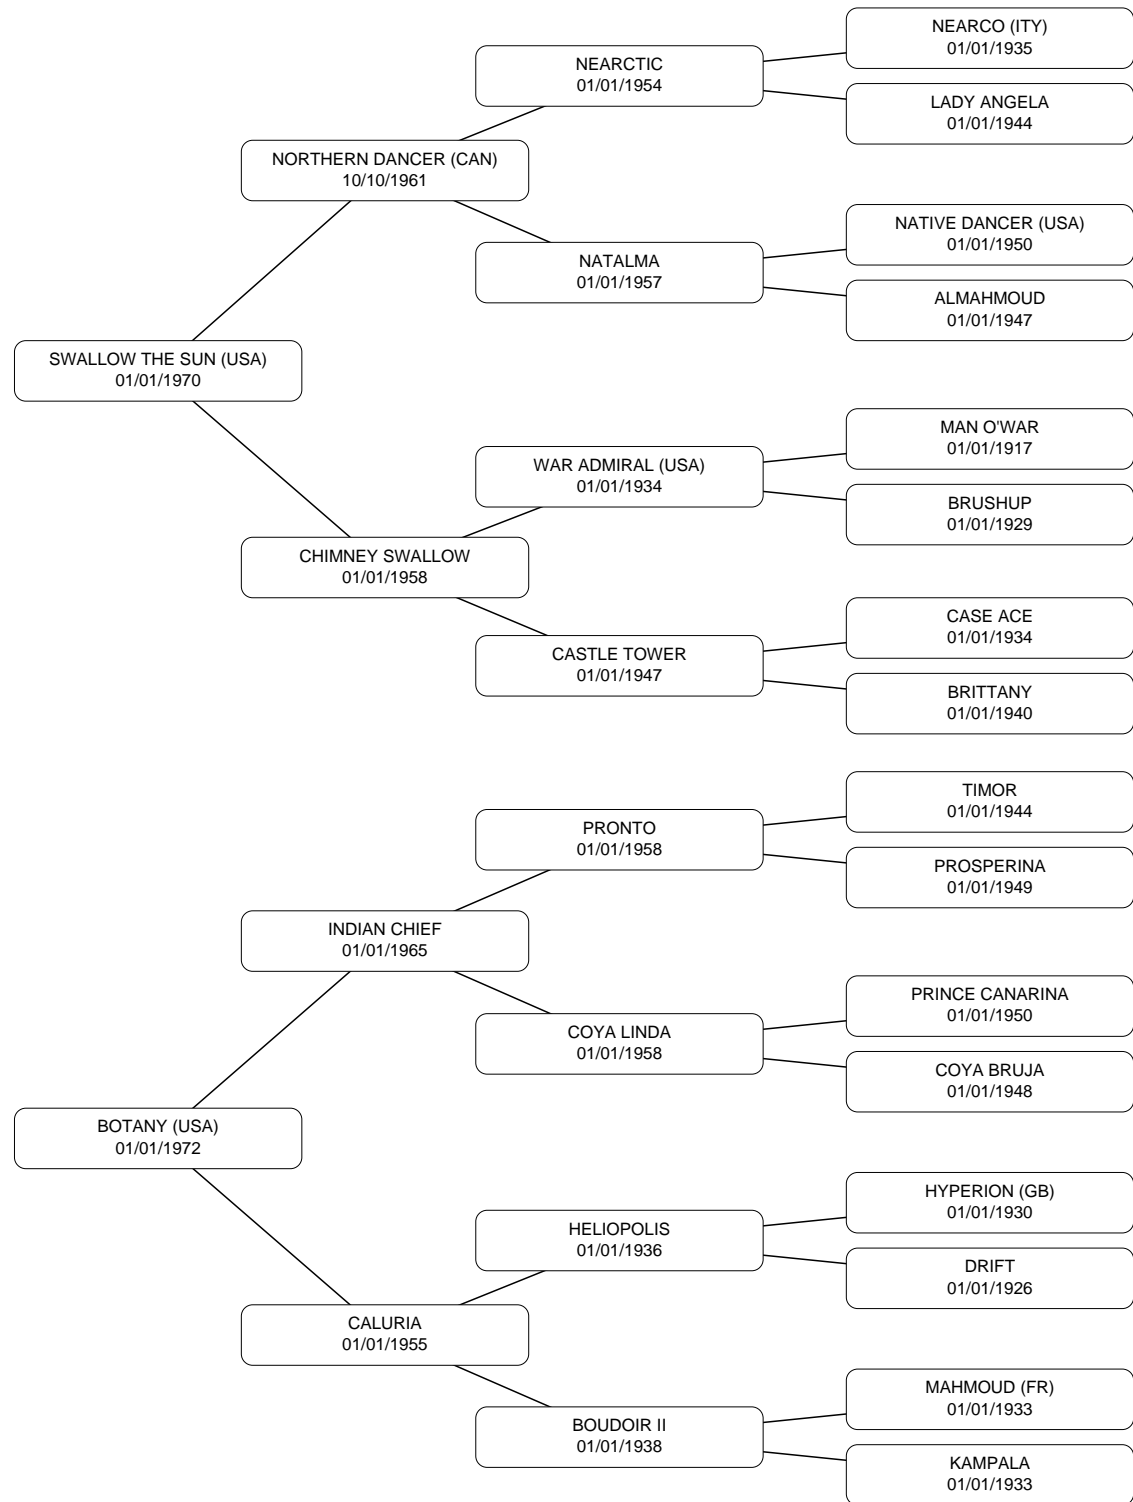 NEARCO (ITY)
01/01/1935
NEARCTIC
01/01/1954
LADY ANGELA
01/01/1944
NORTHERN DANCER (CAN)
10/10/1961
NATIVE DANCER (USA)
01/01/1950
NATALMA
01/01/1957
ALMAHMOUD
01/01/1947
SWALLOW THE SUN (USA)
01/01/1970
MAN O'WAR
01/01/1917
WAR ADMIRAL (USA)
01/01/1934
BRUSHUP
01/01/1929
CHIMNEY SWALLOW
01/01/1958
CASE ACE
01/01/1934
CASTLE TOWER
01/01/1947
BRITTANY
01/01/1940
TIMOR
01/01/1944
PRONTO
01/01/1958
PROSPERINA
01/01/1949
INDIAN CHIEF
01/01/1965
PRINCE CANARINA
01/01/1950
COYA LINDA
01/01/1958
COYA BRUJA
01/01/1948
BOTANY (USA)
01/01/1972
HYPERION (GB)
01/01/1930
HELIOPOLIS
01/01/1936
DRIFT
01/01/1926
CALURIA
01/01/1955
MAHMOUD (FR)
01/01/1933
BOUDOIR II
01/01/1938
KAMPALA
01/01/1933